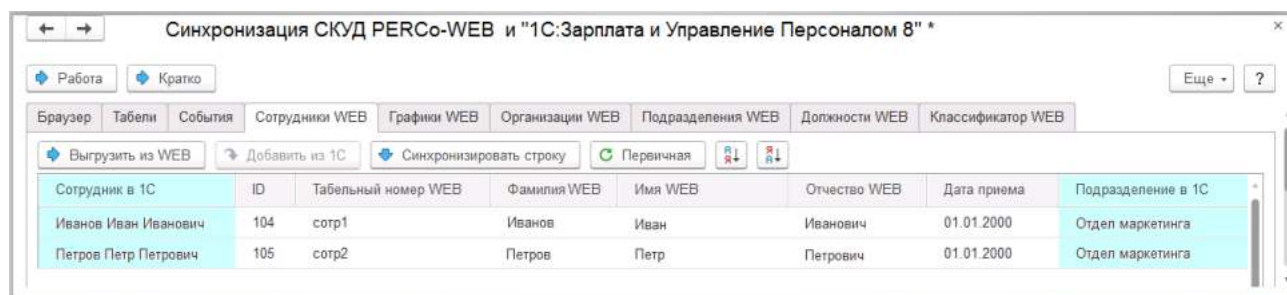 Синхронизация СКУД PERCo-WEB и "1С:Зарплата и Управление Персоналом 8" *
Работа Кратко Еще ?
Браузер Табели События Сотрудники WEB Графики WEB Организации WEB Подразделения WEB Должности WEB Классификатор WEB
Выгрузить из WEB Добавить из 1С Синхронизировать строку Первичная
Сотрудник в 1С ID Табельный номер WEB Фамилия WEB Имя WEB Отчество WEB Дата приема Подразделение в 1С
Иванов Иван Иванович 104 сотр1 Иванов Иван Иванович 01.01.2000 Отдел маркетинга
Петров Петр Петрович 105 сотр2 Петров Петр Петрович 01.01.2000 Отдел маркетинга